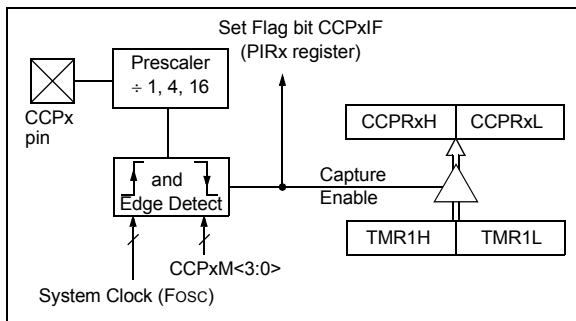 Set Flag bit CCPxIF
(PIRx register)
Prescaler
÷ 1, 4, 16
CCPx
pin
CCPRxH
CCPRxL
and
Edge Detect
Capture
Enable
TMR1H
TMR1L
CCPxM<3:0>
System Clock (FOSC)